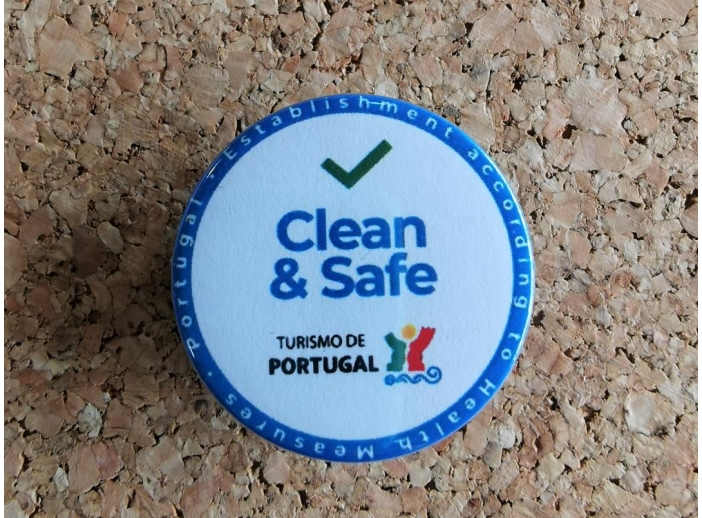 Establishment according to Health Measures · Portugal ·
Clean
& Safe
TURISMO DE
PORTUGAL